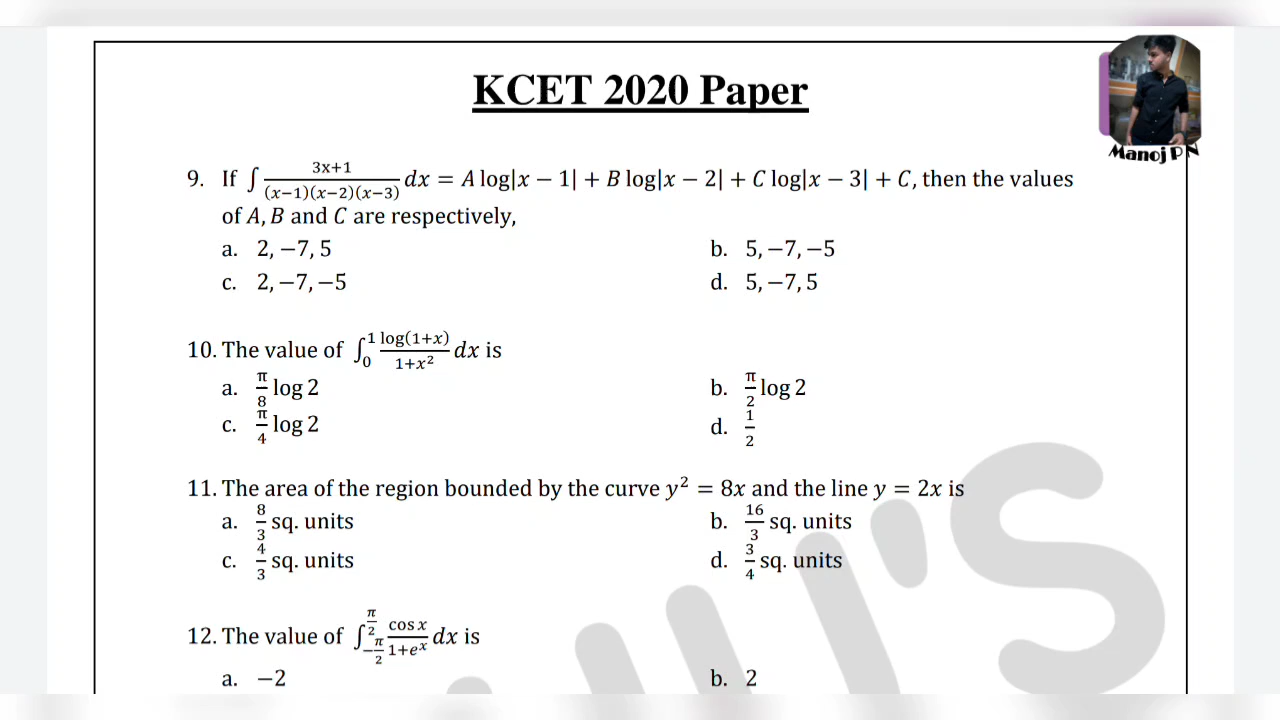 KCET 2020 Paper
Manoj P N
9. If ∫ 3x+1/(x−1)(x−2)(x−3) dx = A log|x − 1| + B log|x − 2| + C log|x − 3| + C, then the values
of A, B and C are respectively,
a. 2, −7, 5 b. 5, −7, −5
c. 2, −7, −5 d. 5, −7, 5
10. The value of ∫₀¹ log(1+x)/1+x² dx is
a. π/8 log 2 b. π/2 log 2
c. π/4 log 2 d. 1/2
11. The area of the region bounded by the curve y² = 8x and the line y = 2x is
a. 8/3 sq. units b. 16/3 sq. units
c. 4/3 sq. units d. 3/4 sq. units
12. The value of ∫_{−π/2}^{π/2} cos x/1+eˣ dx is
a. −2 b. 2